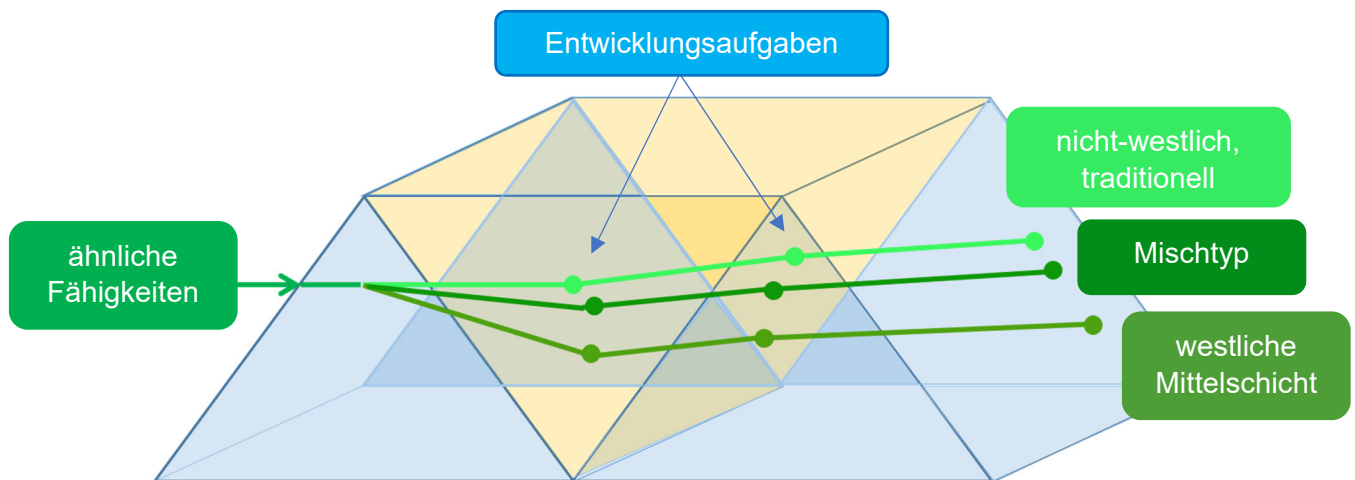 Entwicklungsaufgaben
nicht-westlich,
traditionell
ähnliche
Fähigkeiten
Mischtyp
westliche
Mittelschicht